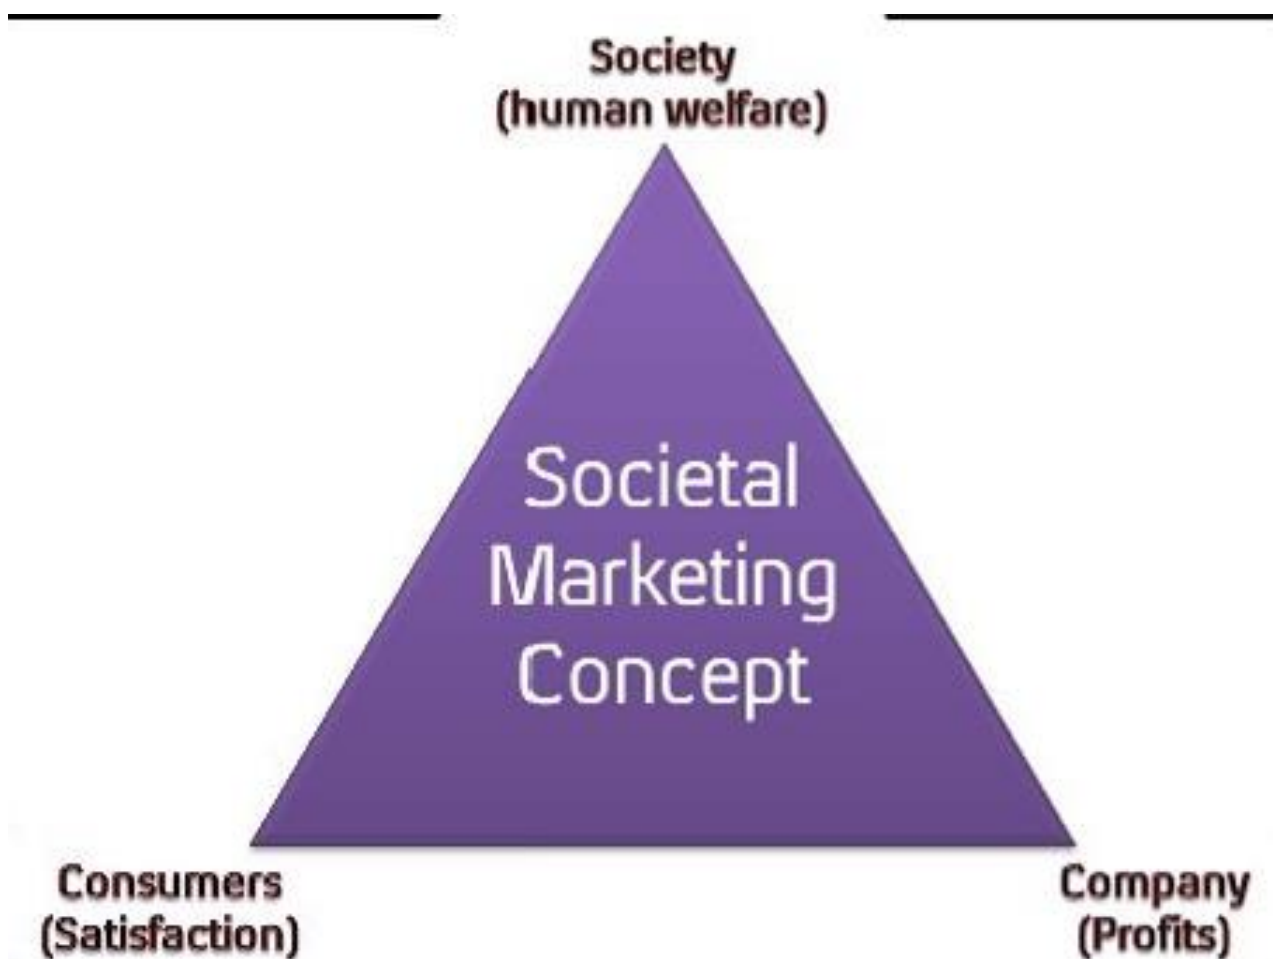 Society
(human welfare)
Societal
Marketing
Concept
Consumers
(Satisfaction)
Company
(Profits)